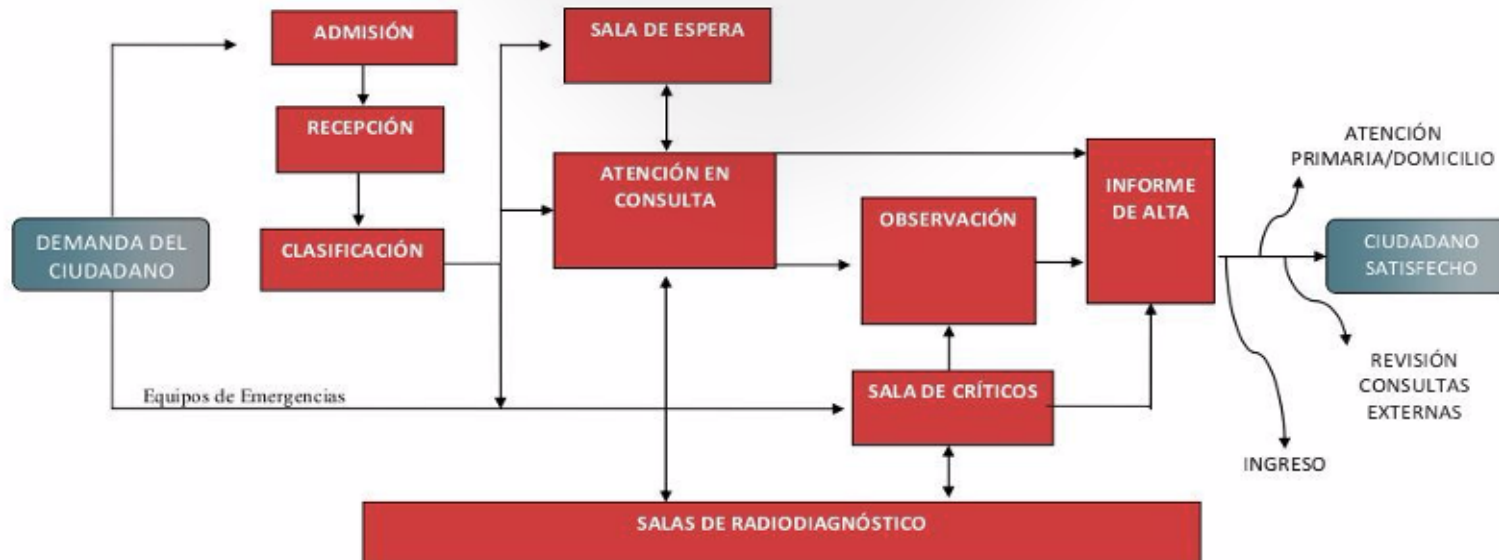 ADMISIÓN
SALA DE ESPERA
RECEPCIÓN
ATENCIÓN
PRIMARIA/DOMICILIO
ATENCIÓN EN
CONSULTA
INFORME
DE ALTA
OBSERVACIÓN
DEMANDA DEL
CIUDADANO
CLASIFICACIÓN
CIUDADANO
SATISFECHO
Equipos de Emergencias
SALA DE CRÍTICOS
REVISIÓN
CONSULTAS
EXTERNAS
INGRESO
SALAS DE RADIODIAGNÓSTICO